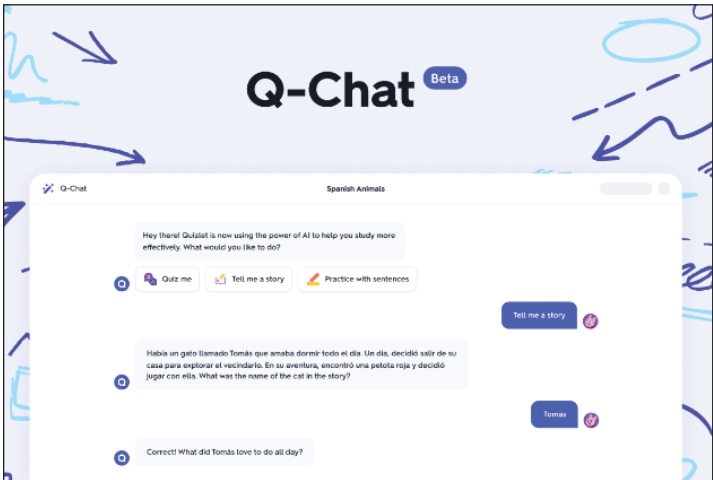 Q-Chat Beta
Q-Chat
Spanish Animals
Hey there! Quizlet is now using the power of AI to help you study more
effectively. What would you like to do?
Quiz me
Tell me a story
Practice with sentences
Tell me a story
Había un gato llamado Tomás que amaba dormir todo el día. Un día, decidió salir de su
casa para explorar el vecindario. En su aventura, encontró una pelota roja y decidió
jugar con ella. What was the name of the cat in the story?
Tomas
Correct! What did Tomás love to do all day?